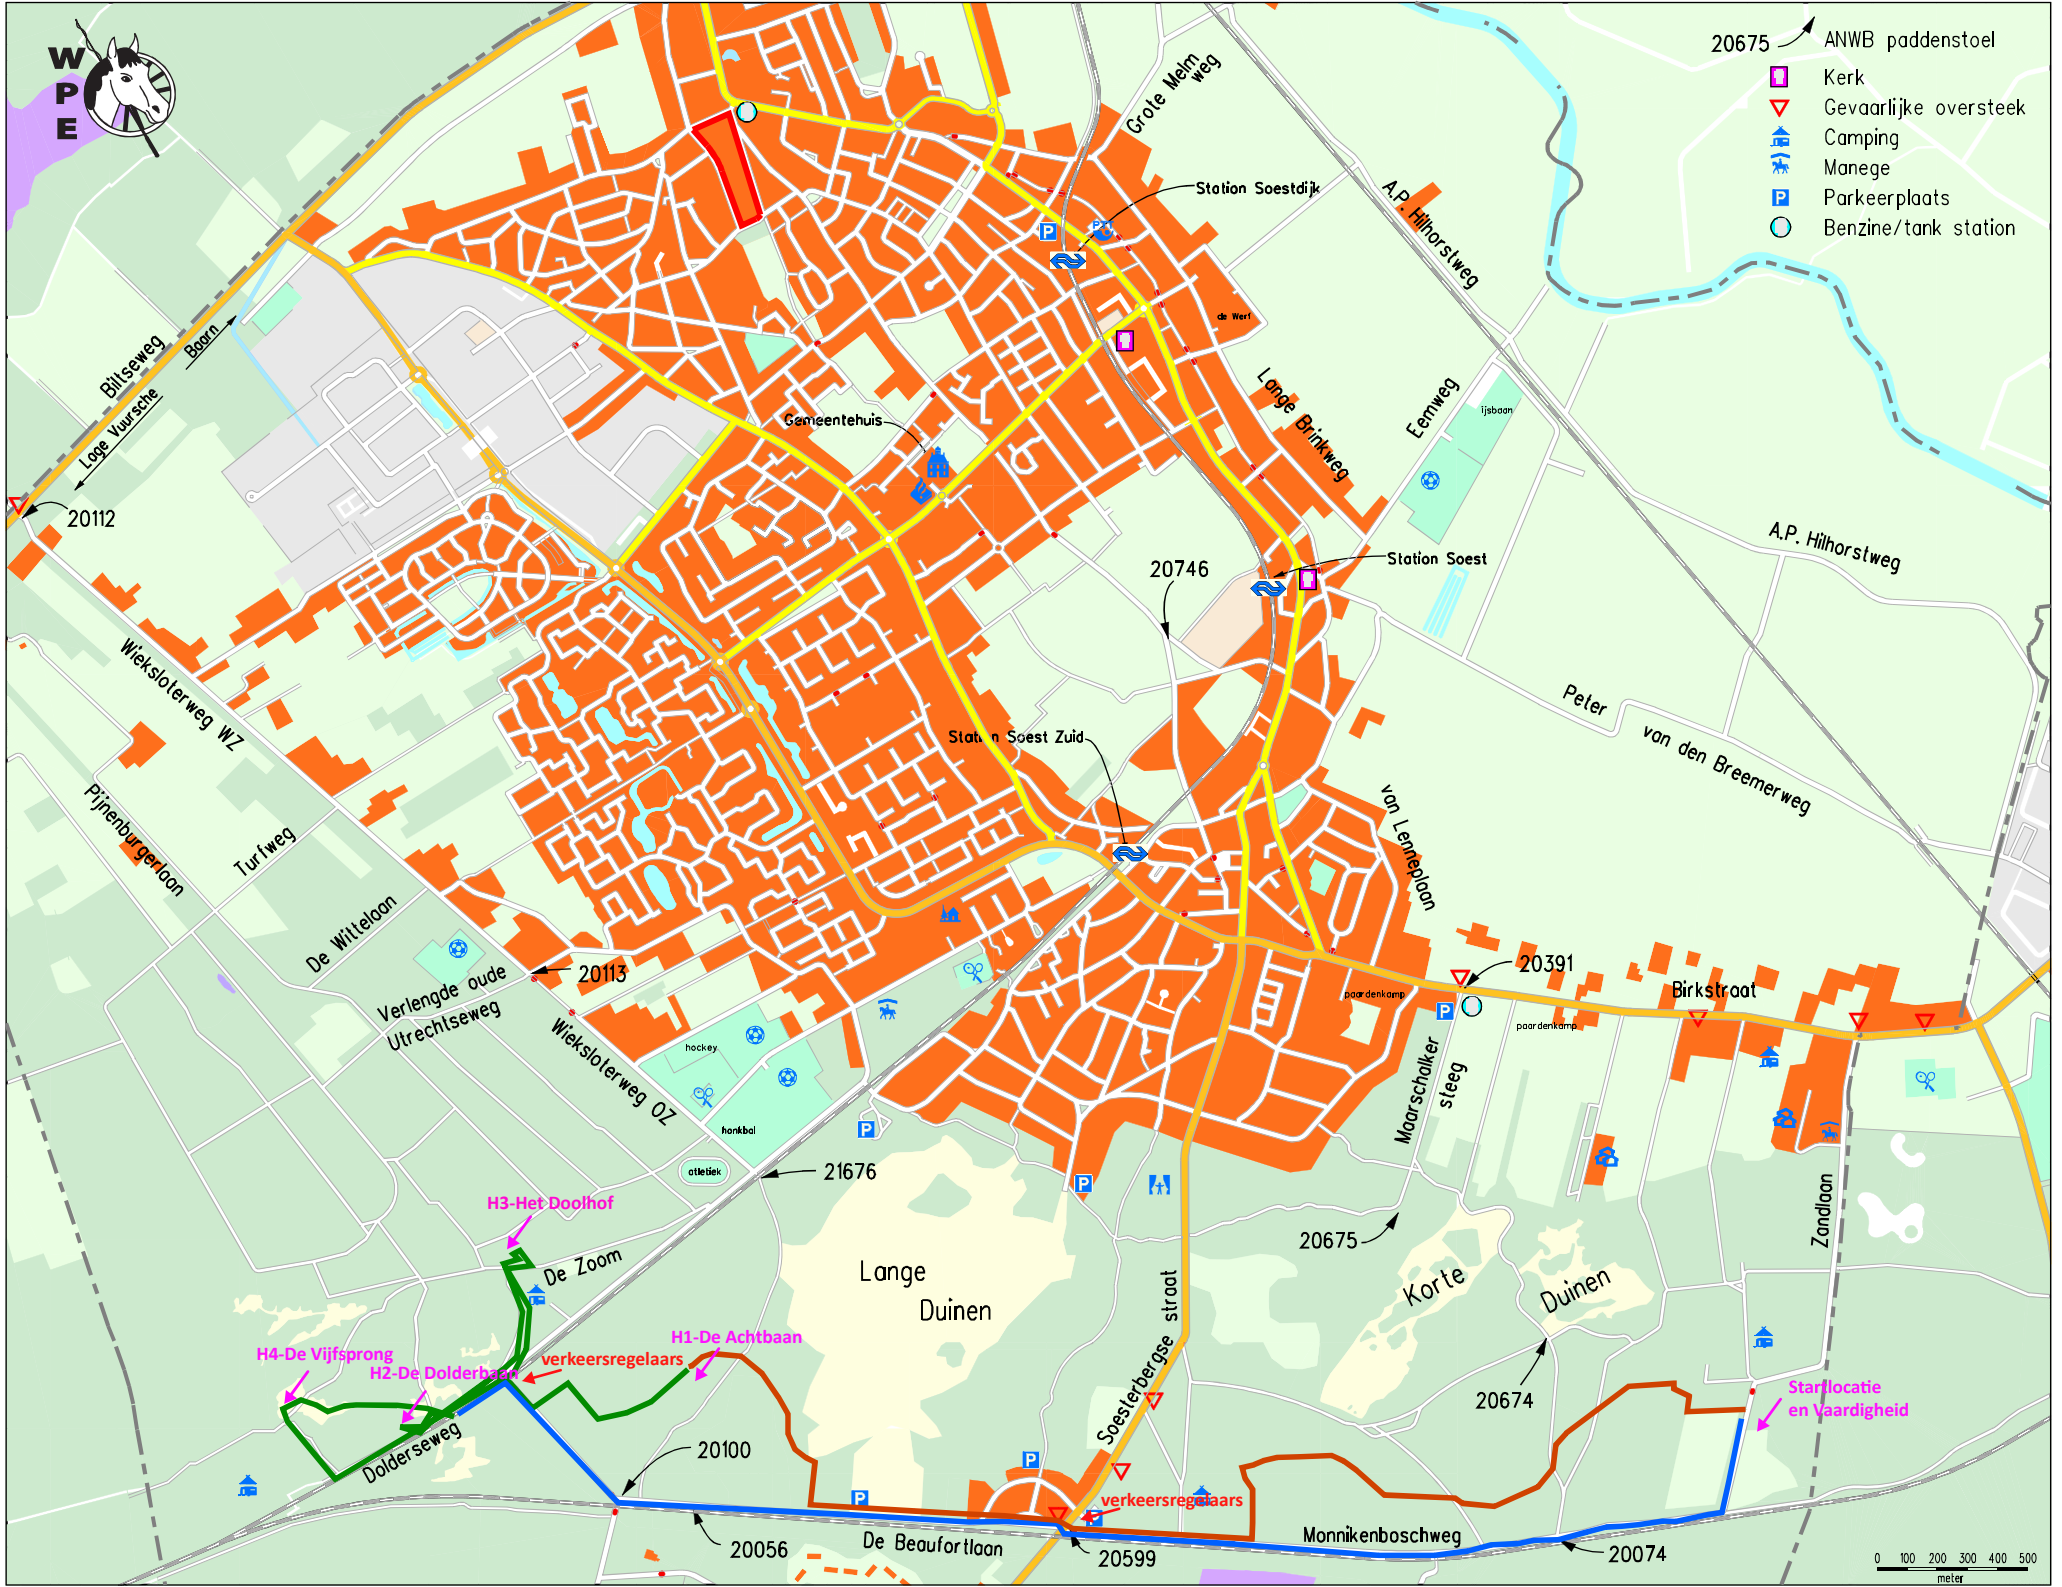 W
P
E
20675
ANWB paddenstoel
Kerk
Gevaarlijke oversteek
Camping
Manege
P
Parkeerplaats
Benzine/tank station
Grote Melm
weg
Station Soestdijk
P
A.P. Hilhorstweg
de Werf
Biltseweg
Baarn
Lage Vuursche
20112
Gemeentehuis
Lange Brinkweg
Eemweg
ijsbaan
A.P. Hilhorstweg
Station Soest
20746
Wieksloterweg WZ
Peter
van den Breemerweg
Station Soest Zuid
Pijnenburgerlaan
Turfweg
van Lenneplaan
De Wittelaan
20113
Verlengde oude
Utrechtseweg
20391
paardenkamp
P
paardenkamp
Birkstraat
Wieksloterweg OZ
hockey
honkbal
atletiek
P
21676
P
Maarschalker
steeg
20675
Zandlaan
H3-Het Doolhof
De Zoom
Lange
Duinen
Korte
Duinen
Soesterbergse straat
H1-De Achtbaan
verkeersregelaars
H4-De Vijfsprong
H2-De Dolderbaan
20674
Startlocatie
en Vaardigheid
Dolderseweg
20100
P
P
verkeersregelaars
P
20056
De Beaufortlaan
20599
Monnikenboschweg
20074
0 100 200 300 400 500
meter